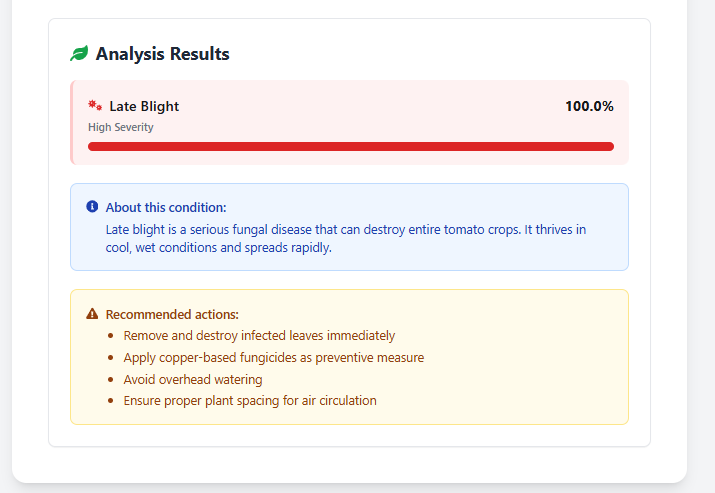 Analysis Results
Late Blight 100.0%
High Severity
About this condition:
Late blight is a serious fungal disease that can destroy entire tomato crops. It thrives in
cool, wet conditions and spreads rapidly.
Recommended actions:
• Remove and destroy infected leaves immediately
• Apply copper-based fungicides as preventive measure
• Avoid overhead watering
• Ensure proper plant spacing for air circulation